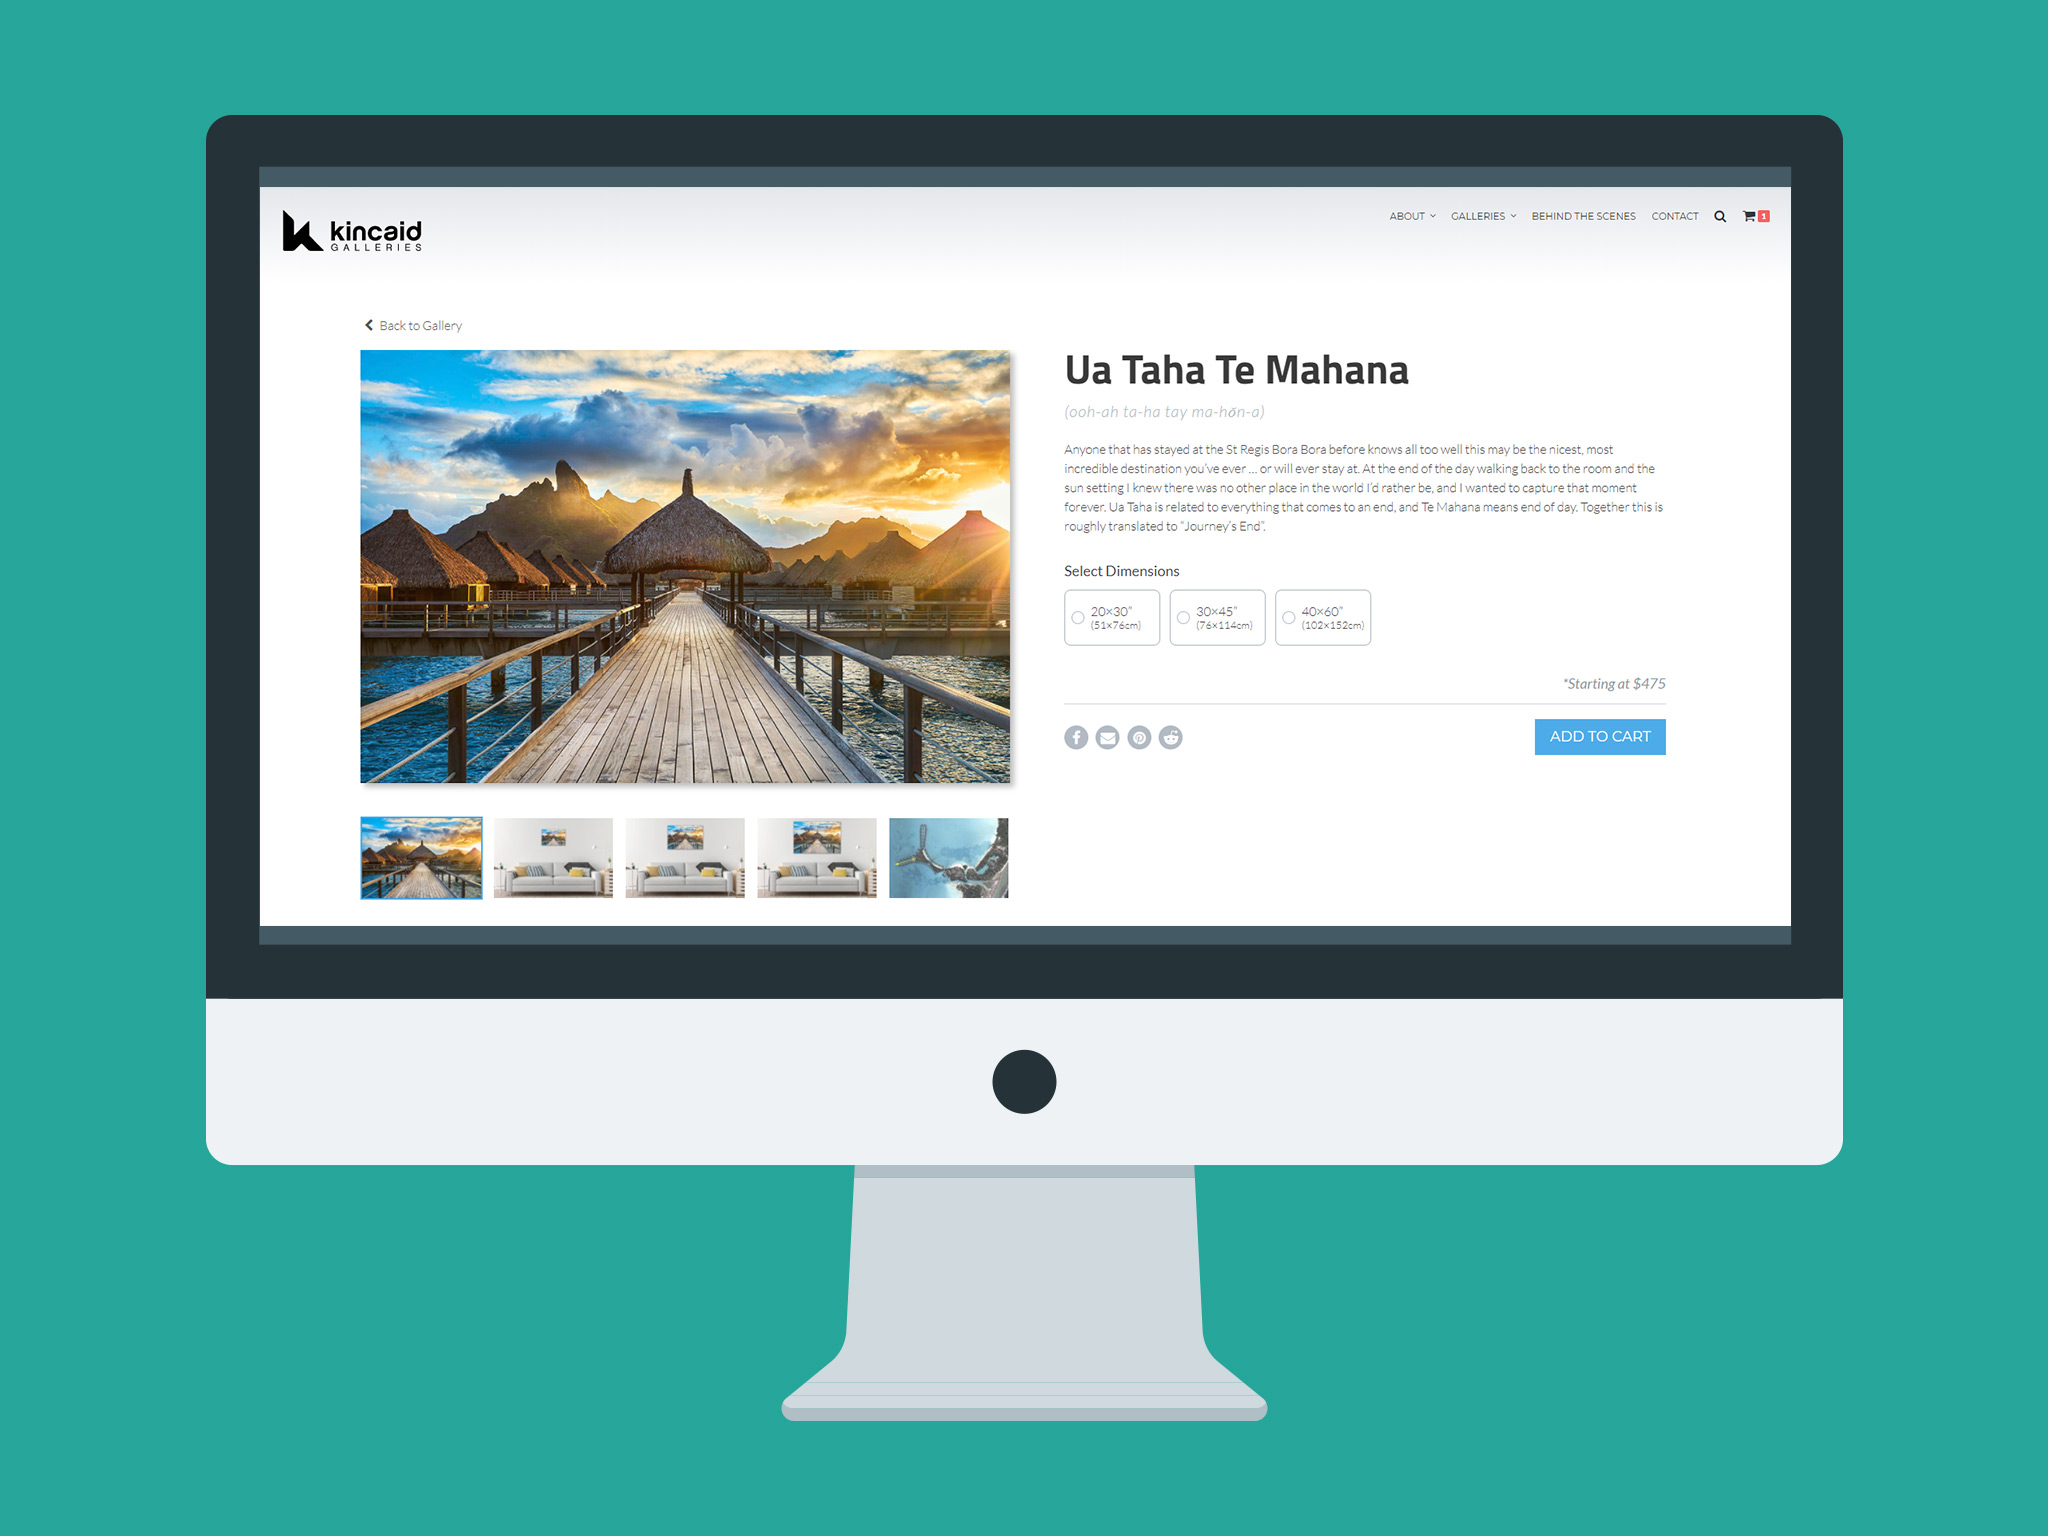 kincaid
GALLERIES
ABOUT GALLERIES BEHIND THE SCENES CONTACT 1
Back to Gallery
Ua Taha Te Mahana
(ooh-ah ta-ha tay ma-hōn-a)
Anyone that has stayed at the St Regis Bora Bora before knows all too well this may be the nicest, most
incredible destination you've ever ... or will ever stay at. At the end of the day walking back to the room and the
sun setting I knew there was no other place in the world I'd rather be, and I wanted to capture that moment
forever. Ua Taha is related to everything that comes to an end, and Te Mahana means end of day. Together this is
roughly translated to “Journey's End”.
Select Dimensions
20×30” 30×45” 40×60”
(51×76cm) (76×114cm) (102×152cm)
*Starting at $475
ADD TO CART